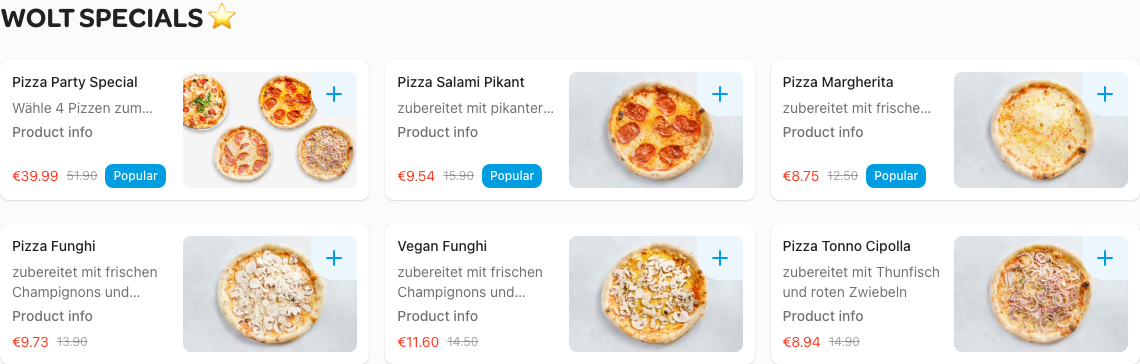 WOLT SPECIALS ⭐
Pizza Party Special
Wähle 4 Pizzen zum...
Product info
€39.99 51.90 Popular
Pizza Salami Pikant
zubereitet mit pikanter...
Product info
€9.54 15.90 Popular
Pizza Margherita
zubereitet mit frische...
Product info
€8.75 12.50 Popular
Pizza Funghi
zubereitet mit frischen
Champignons und...
Product info
€9.73 13.90
Vegan Funghi
zubereitet mit frischen
Champignons und...
Product info
€11.60 14.50
Pizza Tonno Cipolla
zubereitet mit Thunfisch
und roten Zwiebeln
Product info
€8.94 14.90